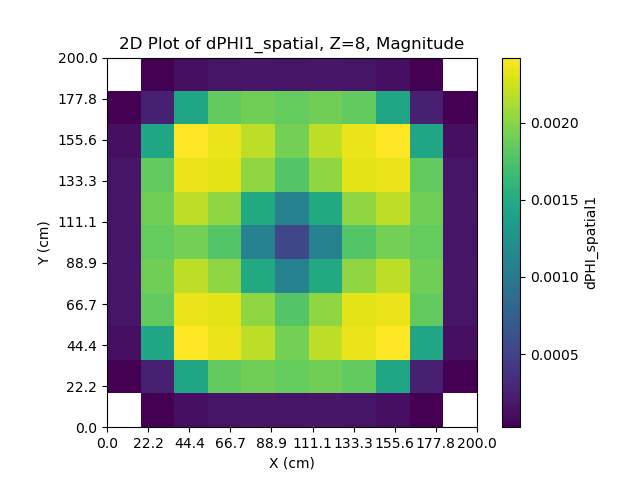 2D Plot of dPHI1_spatial, Z=8, Magnitude
200.0
177.8
155.6
133.3
111.1
88.9
66.7
44.4
22.2
0.0
Y (cm)
0.0 22.2 44.4 66.7 88.9 111.1 133.3 155.6 177.8 200.0
X (cm)
0.0020
0.0015
0.0010
0.0005
dPHI_spatial1